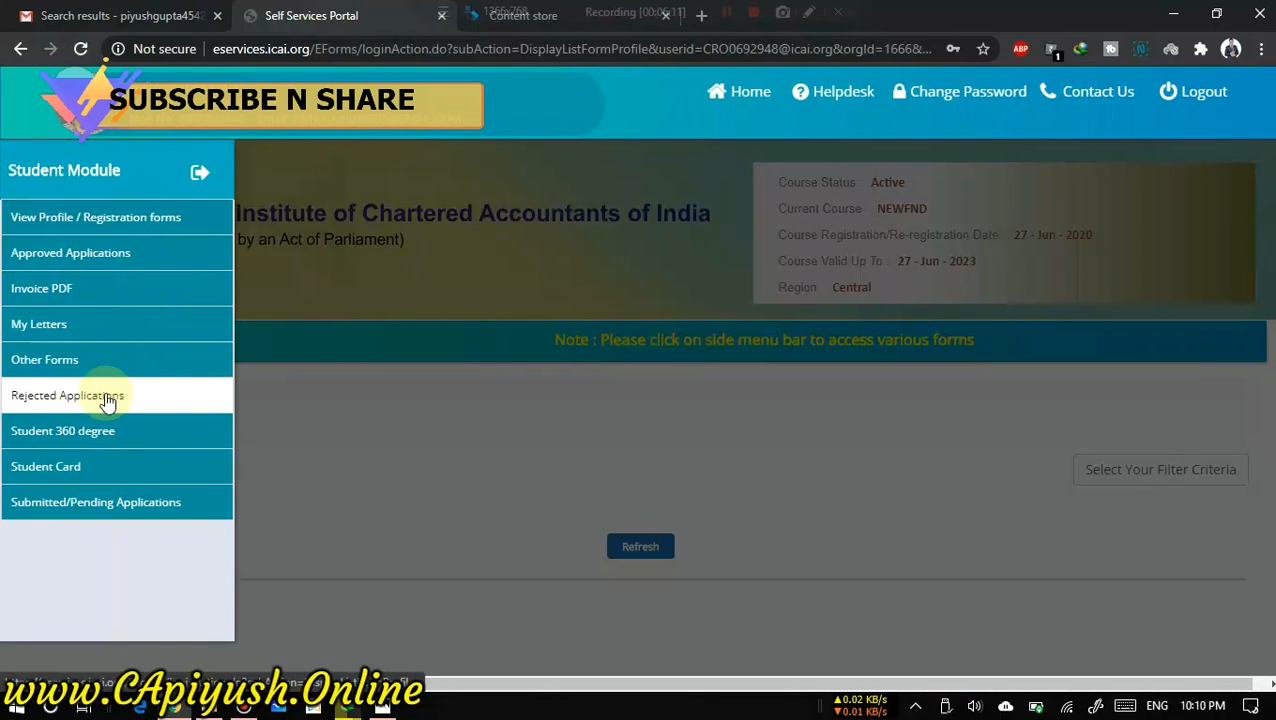 Search results - piyushgupta4542
Self Services Portal
Content store
1366x768
Recording [00:06:11]
Not secure
eservices.icai.org/EForms/loginAction.do?subAction=DisplayListFormProfile&userid=CRO0692948@icai.org&orgId=1666&...
ABP
1
SUBSCRIBE N SHARE
Home
Helpdesk
Change Password
Contact Us
Logout
Student Module
View Profile / Registration forms
Approved Applications
Invoice PDF
My Letters
Other Forms
Rejected Applications
Student 360 degree
Student Card
Submitted/Pending Applications
Institute of Chartered Accountants of India
by an Act of Parliament)
Course Status Active
Current Course NEWFND
Course Registration/Re-registration Date 27 - Jun - 2020
Course Valid Up To : 27 - Jun - 2023
Region Central
Note : Please click on side menu bar to access various forms
Select Your Filter Criteria
Refresh
www.CApiyush.Online
0.02 KB/s
0.01 KB/s
ENG
10:10 PM